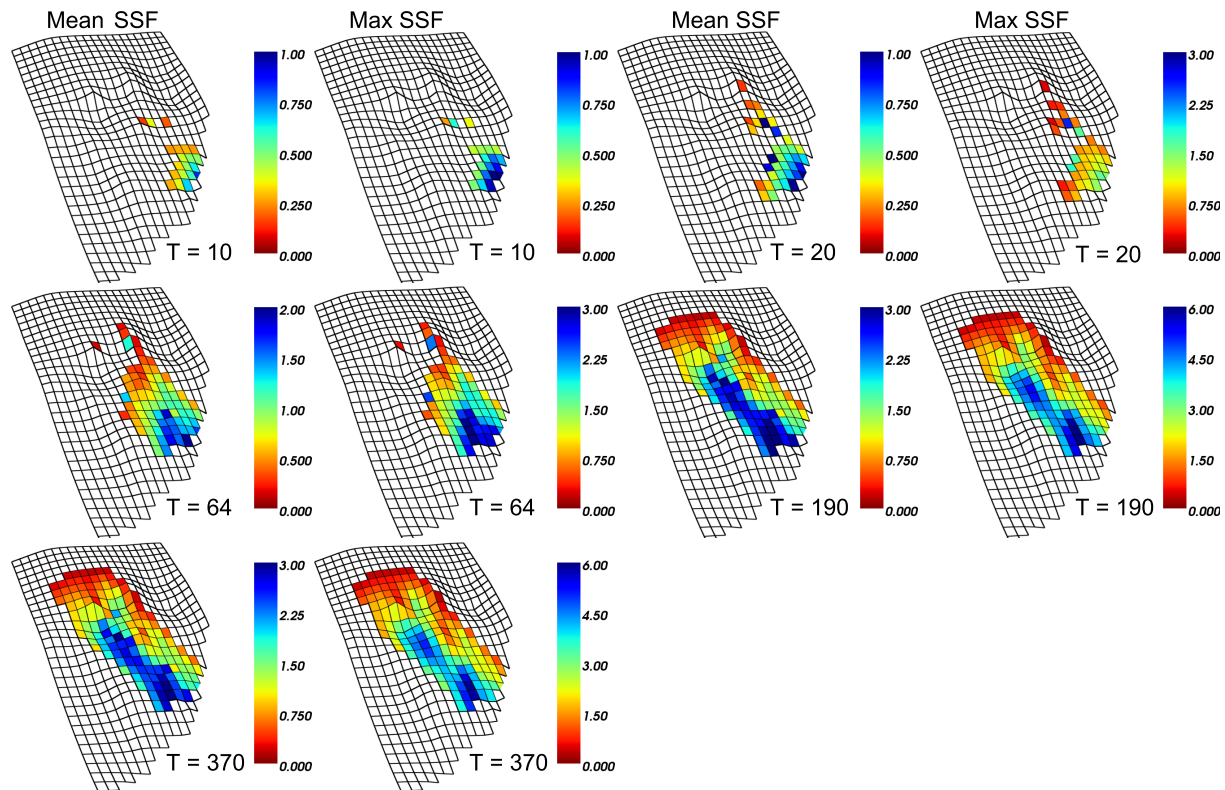 Mean SSF Max SSF Mean SSF Max SSF
1.00 1.00 1.00 3.00
0.750 0.750 0.750 2.25
0.500 0.500 0.500 1.50
0.250 0.250 0.250 0.750
T = 10 0.000 T = 10 0.000 T = 20 0.000 T = 20 0.000
2.00 3.00 3.00 6.00
1.50 2.25 2.25 4.50
1.00 1.50 1.50 3.00
0.500 0.750 0.750 1.50
T = 64 0.000 T = 64 0.000 T = 190 0.000 T = 190 0.000
3.00 6.00
2.25 4.50
1.50 3.00
0.750 1.50
T = 370 0.000 T = 370 0.000